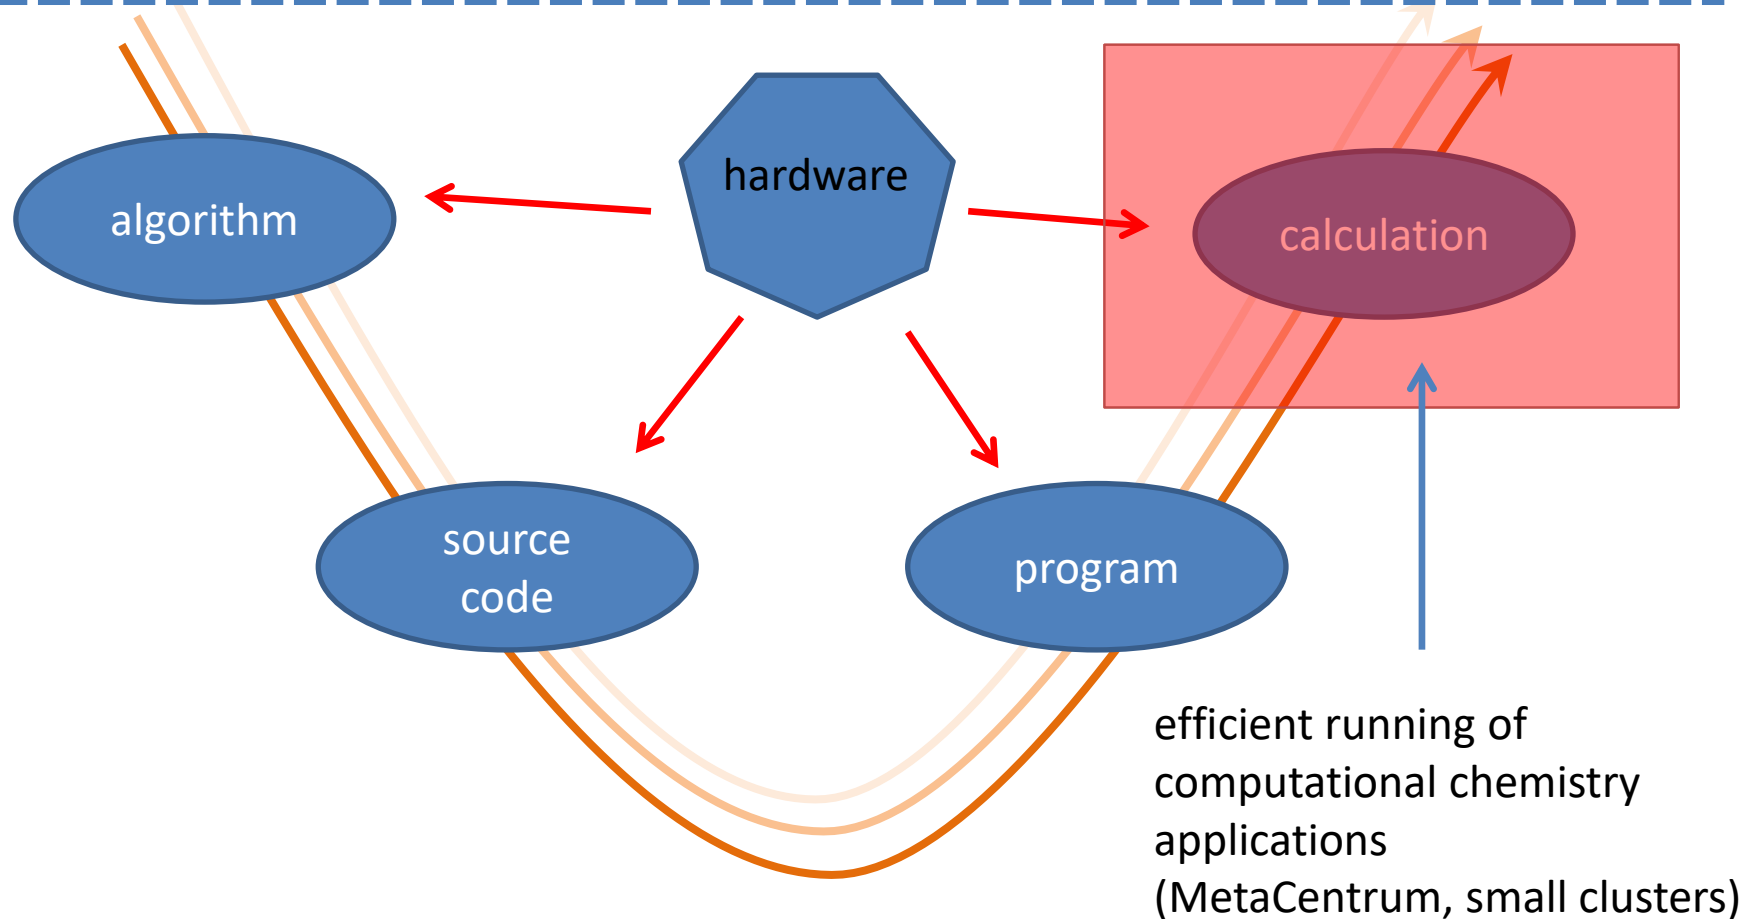 hardware
algorithm
calculation
source
code
program
efficient running of
computational chemistry
applications
(MetaCentrum, small clusters)